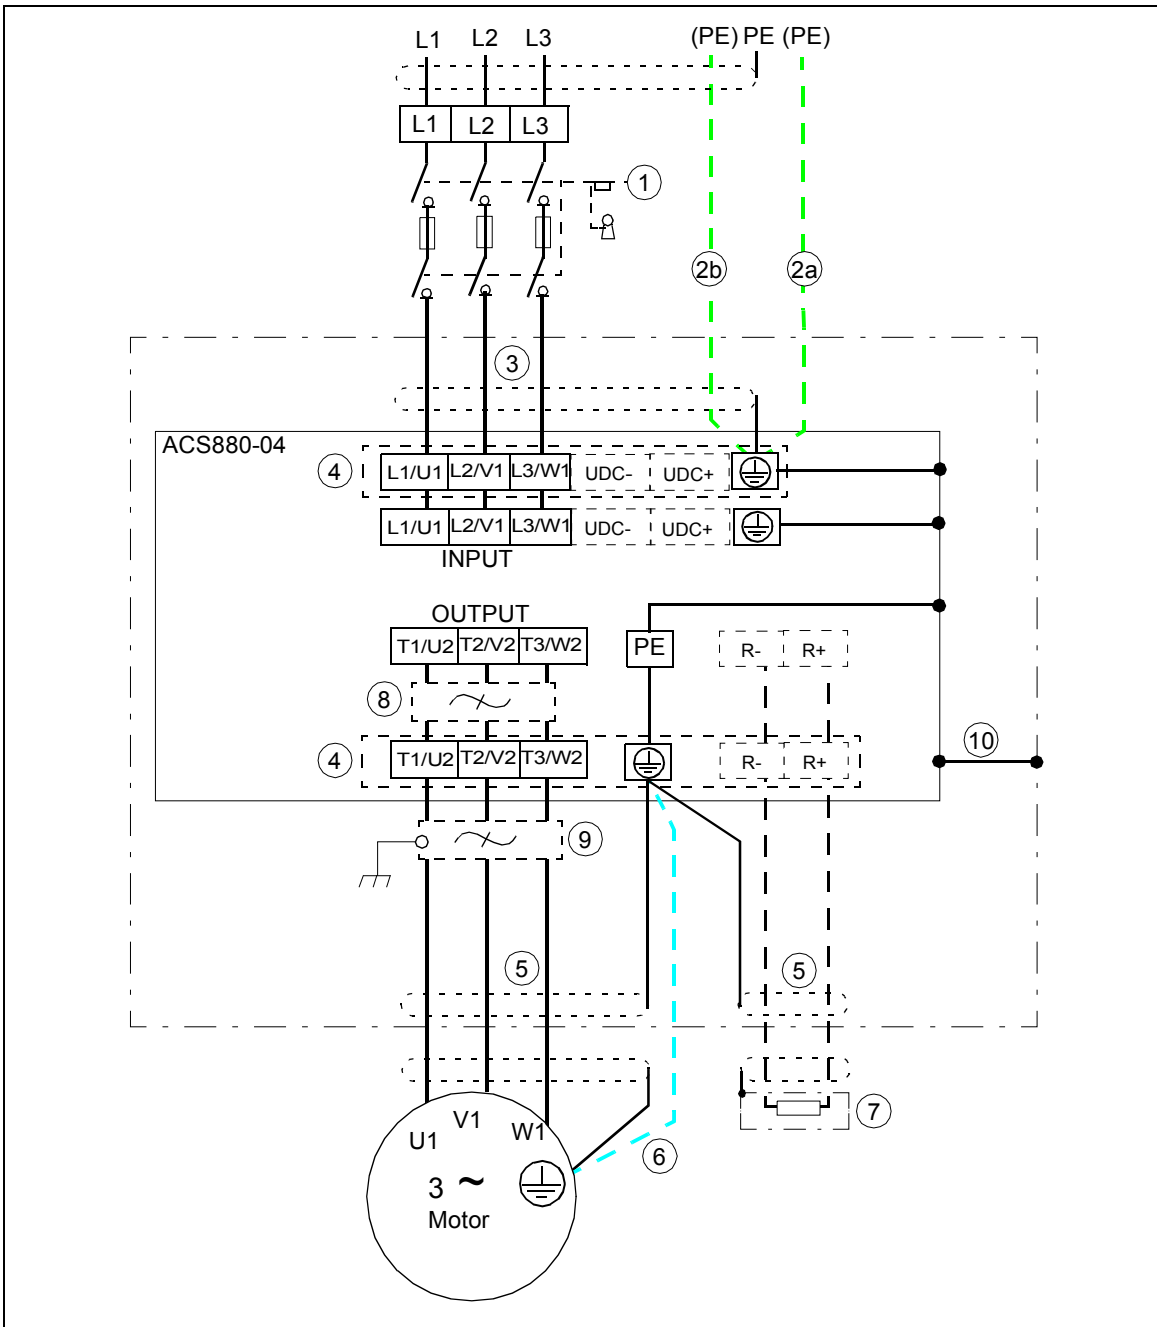 L1 L2 L3 (PE) PE (PE)
L1 L2 L3
1
2b 2a
3
ACS880-04
4 L1/U1 L2/V1 L3/W1 UDC- UDC+
L1/U1 L2/V1 L3/W1 UDC- UDC+
INPUT
OUTPUT
T1/U2 T2/V2 T3/W2 PE R- R+
8
4 T1/U2 T2/V2 T3/W2 R- R+
10
9
5 5
7
U1 V1 W1
6
3 ~
Motor